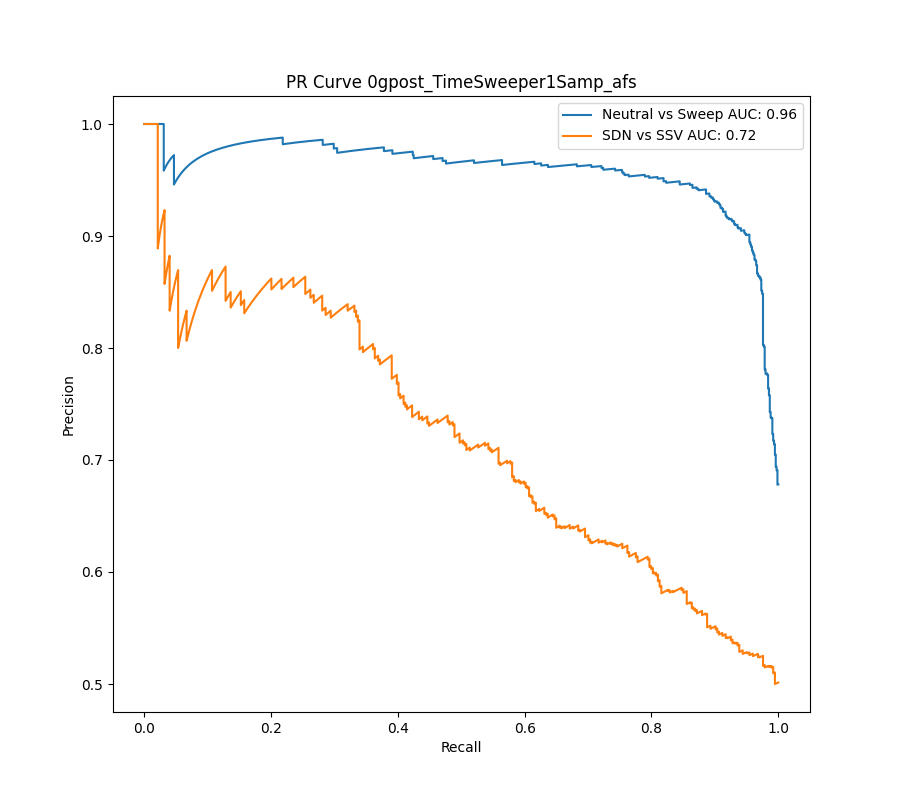 PR Curve 0gpost_TimeSweeper1Samp_afs
Neutral vs Sweep AUC: 0.96
SDN vs SSV AUC: 0.72
1.0
0.9
0.8
0.7
0.6
0.5
Precision
0.0 0.2 0.4 0.6 0.8 1.0
Recall